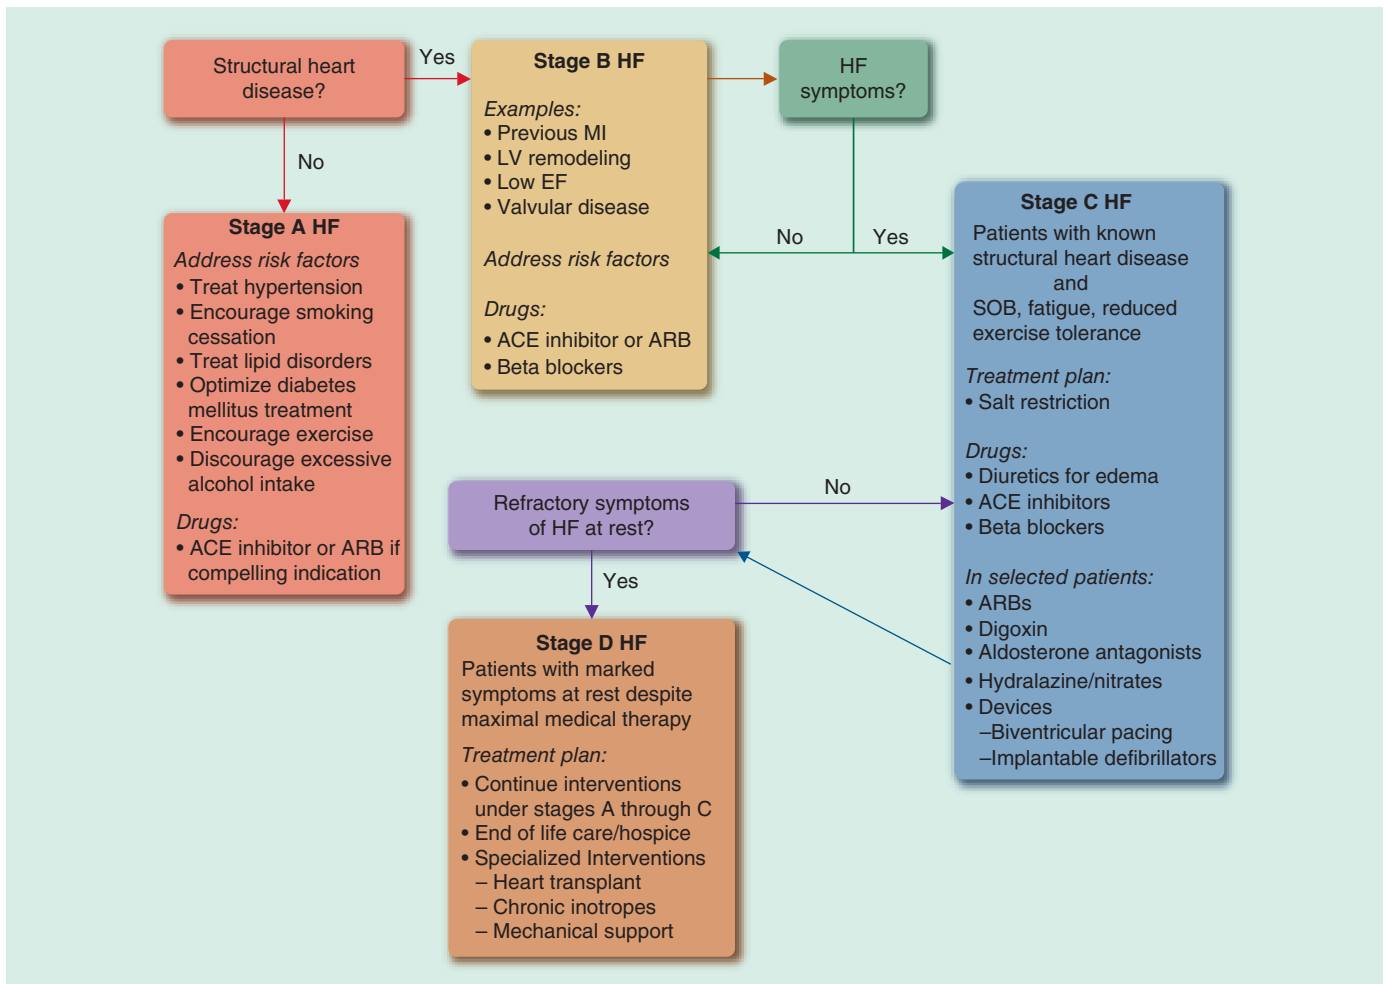 Structural heart
disease?
Yes
No
Stage A HF
Address risk factors
• Treat hypertension
• Encourage smoking
cessation
• Treat lipid disorders
• Optimize diabetes
mellitus treatment
• Encourage exercise
• Discourage excessive
alcohol intake
Drugs:
• ACE inhibitor or ARB if
compelling indication
Stage B HF
Examples:
• Previous MI
• LV remodeling
• Low EF
• Valvular disease
Address risk factors
Drugs:
• ACE inhibitor or ARB
• Beta blockers
HF
symptoms?
No
Yes
Stage C HF
Patients with known
structural heart disease
and
SOB, fatigue, reduced
exercise tolerance
Treatment plan:
• Salt restriction
Drugs:
• Diuretics for edema
• ACE inhibitors
• Beta blockers
In selected patients:
• ARBs
• Digoxin
• Aldosterone antagonists
• Hydralazine/nitrates
• Devices
–Biventricular pacing
–Implantable defibrillators
Refractory symptoms
of HF at rest?
No
Yes
Stage D HF
Patients with marked
symptoms at rest despite
maximal medical therapy
Treatment plan:
• Continue interventions
under stages A through C
• End of life care/hospice
• Specialized Interventions
– Heart transplant
– Chronic inotropes
– Mechanical support